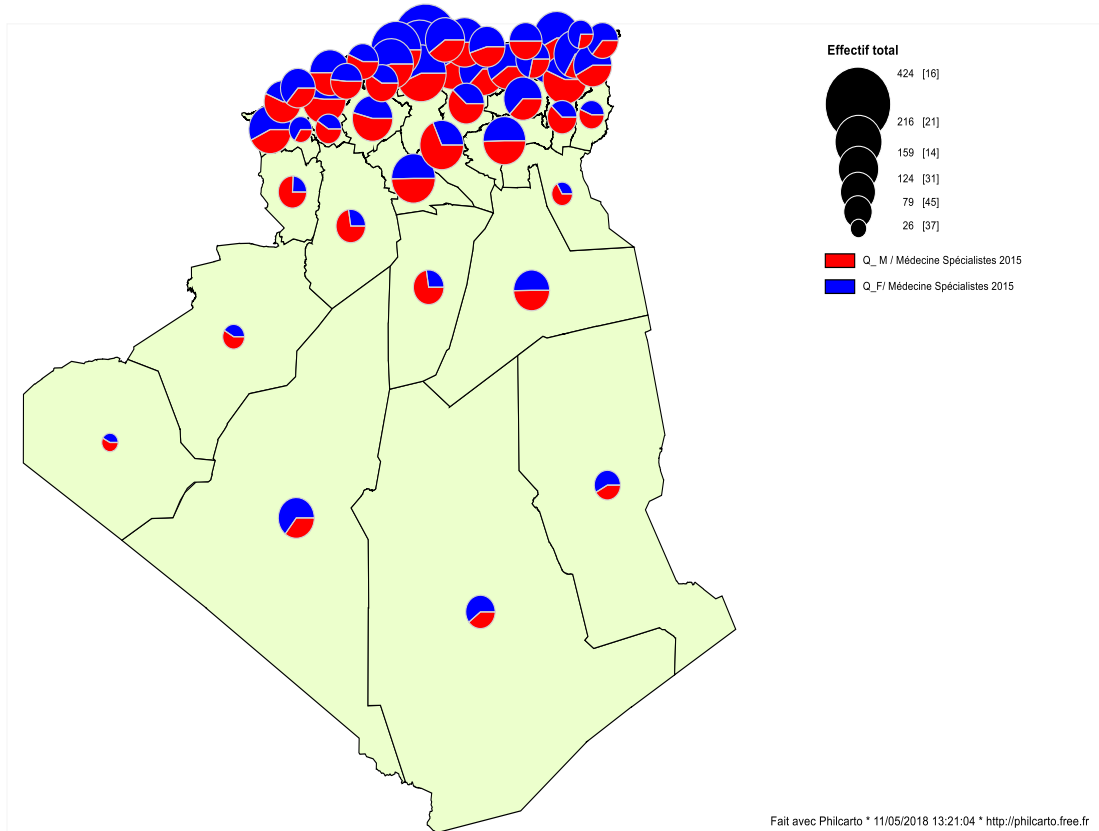 Effectif total
424 [16]
216 [21]
159 [14]
124 [31]
79 [45]
26 [37]
Q_ M / Médecine Spécialistes 2015
Q_F/ Médecine Spécialistes 2015
Fait avec Philcarto * 11/05/2018 13:21:04 * http://philcarto.free.fr